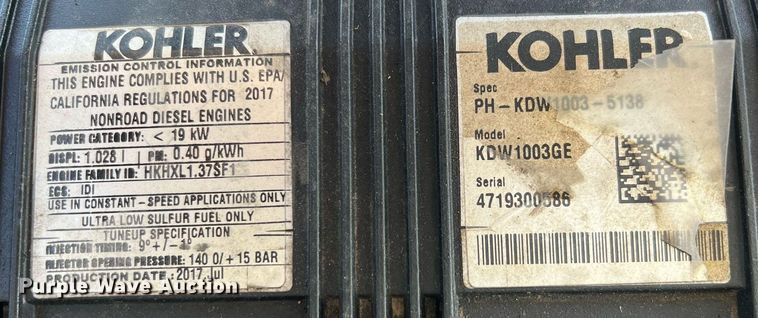 KOHLER
EMISSION CONTROL INFORMATION
THIS ENGINE COMPLIES WITH U.S. EPA/
CALIFORNIA REGULATIONS FOR 2017
NONROAD DIESEL ENGINES
POWER CATEGORY: < 19 kW
DISPL: 1.028 l PM: 0.40 g/kWh
ENGINE FAMILY ID: HKHXL1.37SF1
ECS: IDI
USE IN CONSTANT-SPEED APPLICATIONS ONLY
ULTRA LOW SULFUR FUEL ONLY
TUNEUP SPECIFICATION
INJECTION TIMING: 9° +/- 1°
INJECTOR OPENING PRESSURE: 140 0/+ 15 BAR
PRODUCTION DATE: 2017 Jul
KOHLER
Spec
PH-KDW1003-5138
Model
KDW1003GE
Serial
4719300586
Purple Wave Auction